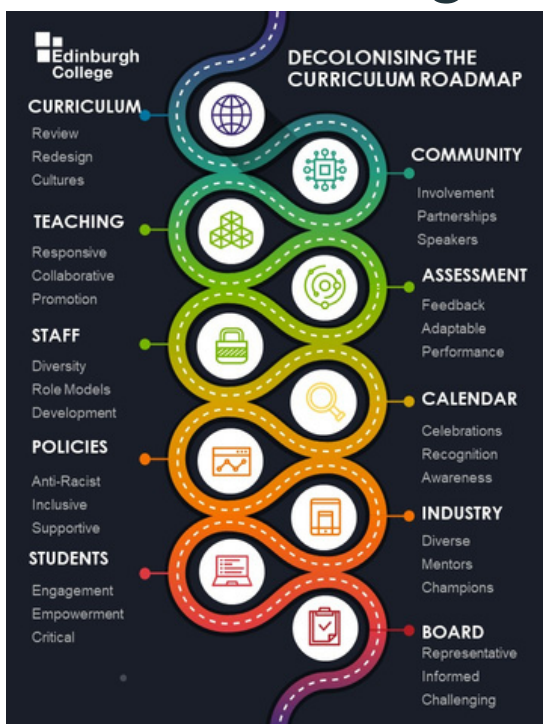 Edinburgh
College
DECOLONISING THE
CURRICULUM ROADMAP
CURRICULUM
Review
Redesign
Cultures
COMMUNITY
Involvement
Partnerships
Speakers
TEACHING
Responsive
Collaborative
Promotion
ASSESSMENT
Feedback
Adaptable
Performance
STAFF
Diversity
Role Models
Development
CALENDAR
Celebrations
Recognition
Awareness
POLICIES
Anti-Racist
Inclusive
Supportive
INDUSTRY
Diverse
Mentors
Champions
STUDENTS
Engagement
Empowerment
Critical
BOARD
Representative
Informed
Challenging